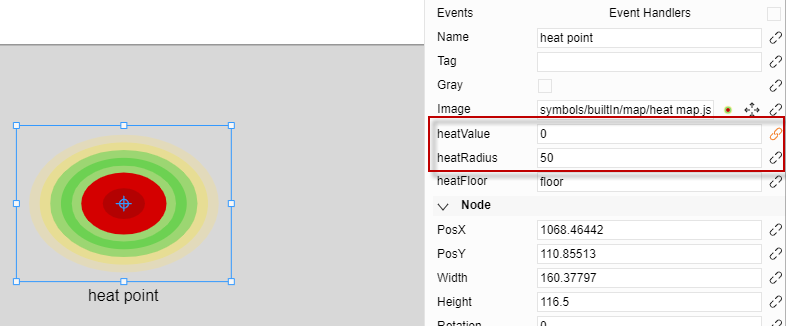 Events Event Handlers
Name heat point
Tag
Gray
Image symbols/builtIn/map/heat map.js
heatValue 0
heatRadius 50
heatFloor floor
Node
PosX 1068.46442
PosY 110.85513
Width 160.37797
Height 116.5
Rotation 0
heat point